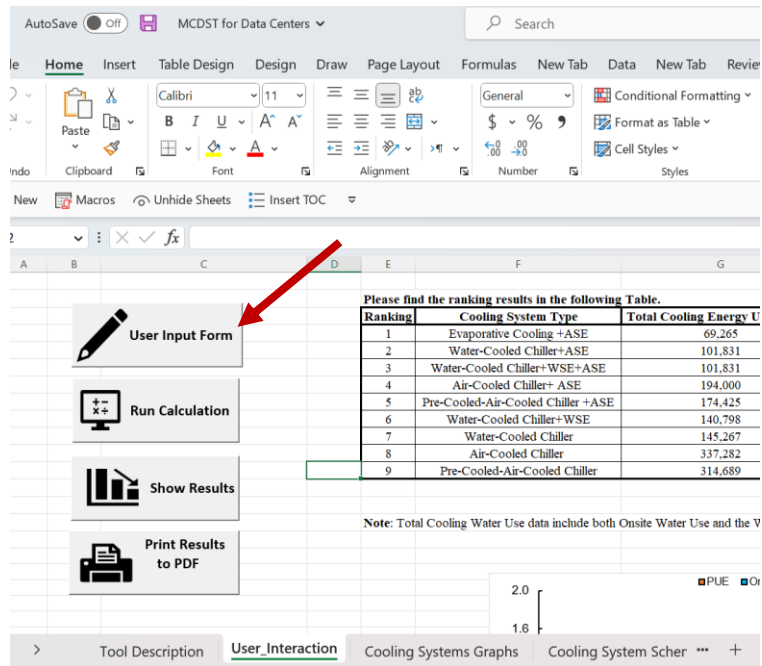 AutoSave Off MCDST for Data Centers Search
le Home Insert Table Design Design Draw Page Layout Formulas New Tab Data New Tab Review
Calibri 11 General Conditional Formatting
Paste B I U A A $ % 9 Format as Table
Cell Styles
Undo Clipboard Font Alignment Number Styles
New Macros Unhide Sheets Insert TOC
2 fx
A B C D E F G
Please find the ranking results in the following Table.
Ranking Cooling System Type Total Cooling Energy U
1 Evaporative Cooling +ASE 69,265
2 Water-Cooled Chiller+ASE 101,831
3 Water-Cooled Chiller+WSE+ASE 101,831
4 Air-Cooled Chiller+ ASE 194,000
5 Pre-Cooled-Air-Cooled Chiller +ASE 174,425
6 Water-Cooled Chiller+WSE 140,798
7 Water-Cooled Chiller 145,267
8 Air-Cooled Chiller 337,282
9 Pre-Cooled-Air-Cooled Chiller 314,689
User Input Form
Run Calculation
Show Results
Print Results
to PDF
Note: Total Cooling Water Use data include both Onsite Water Use and the W
PUE On
2.0
1.6
Tool Description User_Interaction Cooling Systems Graphs Cooling System Scher ... +